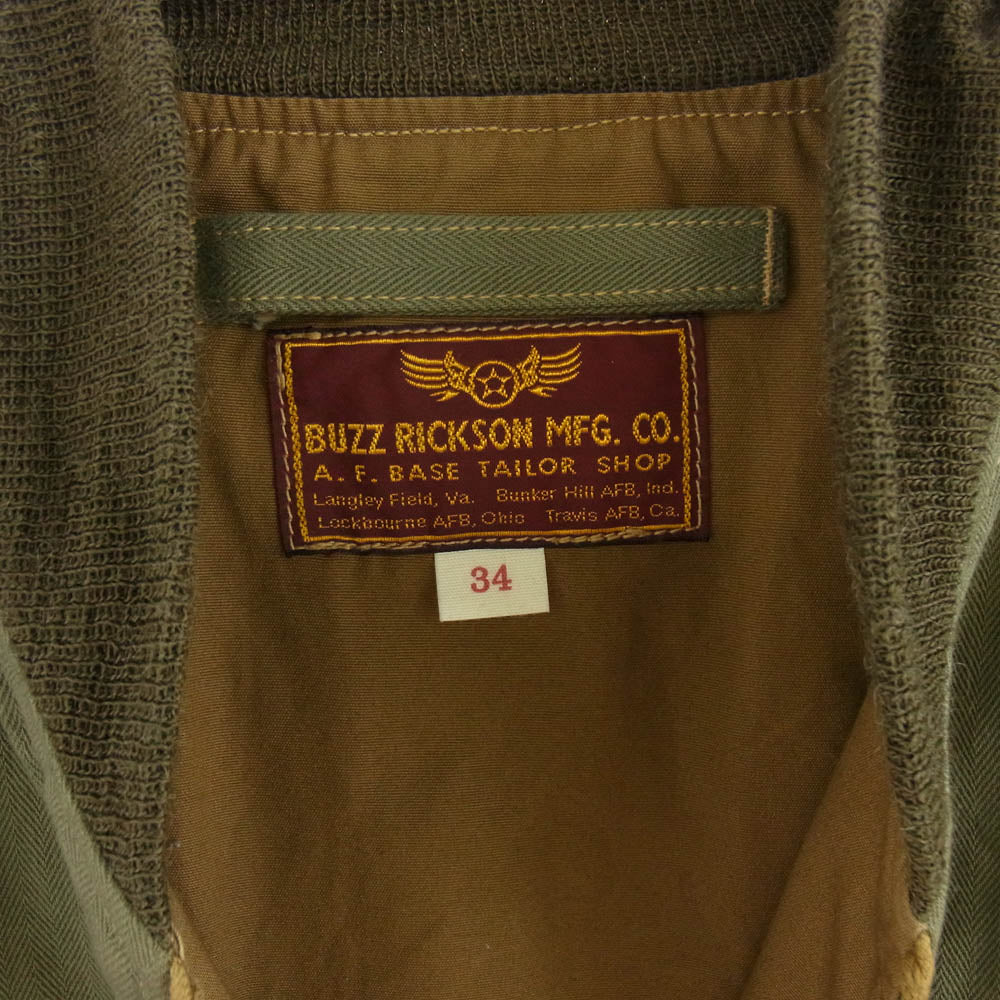 BUZZ RICKSON MFG. CO.
A. F. BASE TAILOR SHOP
Langley Field, Va. Bunker Hill AFB, Ind.
Lockbourne AFB, Ohio Travis AFB, Ca.
34